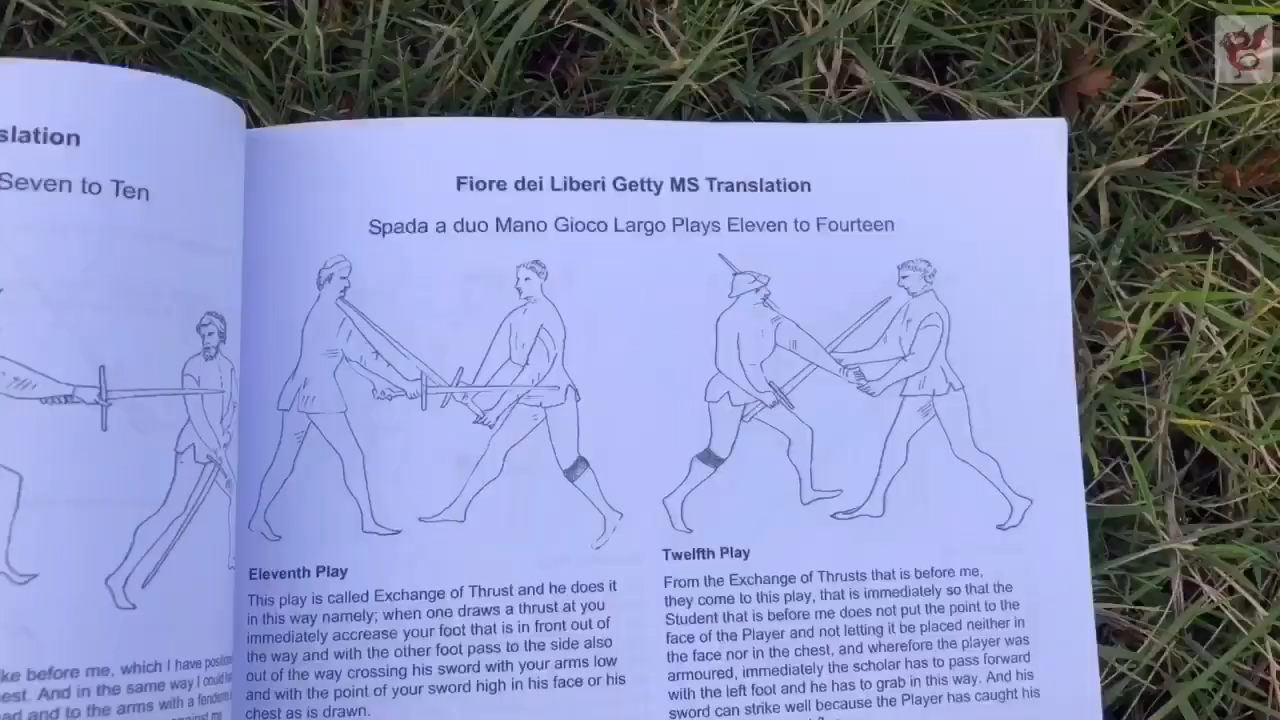 slation
Seven to Ten
ke before me, which I have
est. And in the same way I
ad and to the arms with a
Fiore dei Liberi Getty MS Translation
Spada a duo Mano Gioco Largo Plays Eleven to Fourteen
Eleventh Play
This play is called Exchange of Thrust and he does it
in this way namely; when one draws a thrust at you
immediately accrease your foot that is in front out of
the way and with the other foot pass to the side also
out of the way crossing his sword with your arms low
and with the point of your sword high in his face or his
chest as is drawn.
Twelfth Play
From the Exchange of Thrusts that is before me,
they come to this play, that is immediately so that the
Student that is before me does not put the point to the
face of the Player and not letting it be placed neither in
the face nor in the chest, and wherefore the player was
armoured, immediately the scholar has to pass forward
with the left foot and he has to grab in this way. And his
sword can strike well because the Player has caught his